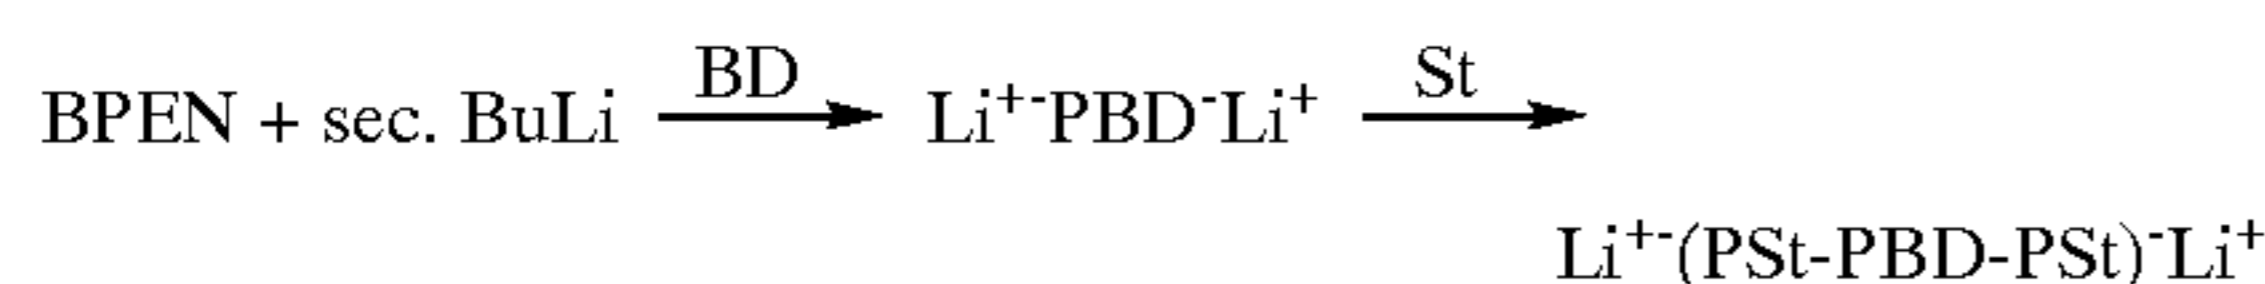 BPEN + sec. BuLi BD Li⁺⁻PBD⁻Li⁺ St
Li⁺⁻(PSt-PBD-PSt)⁻Li⁺